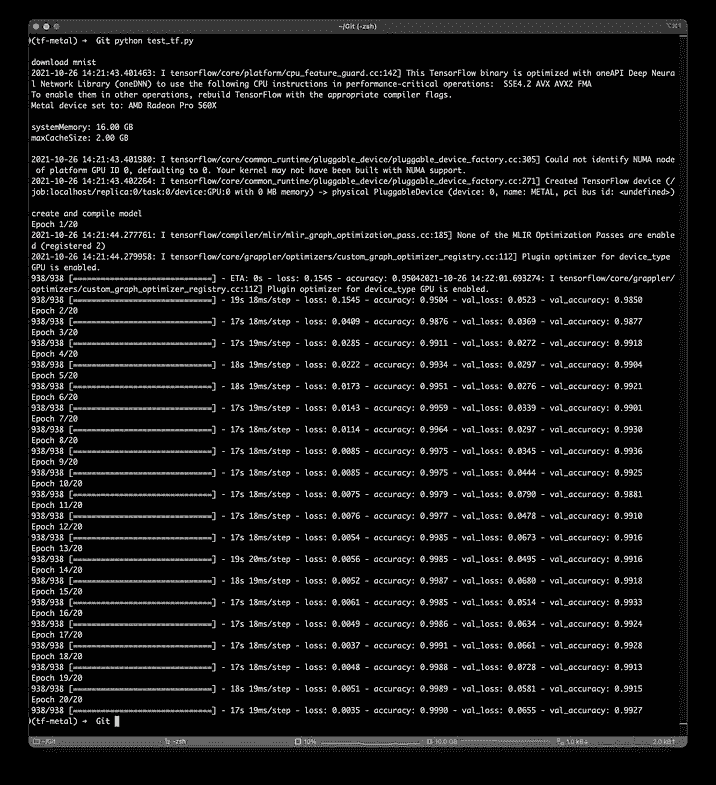 ~/Git (-zsh)
(tf-metal) → Git python test_tf.py
download mnist
2021-10-26 14:21:43.401463: I tensorflow/core/platform/cpu_feature_guard.cc:142] This TensorFlow binary is optimized with oneAPI Deep Neura
l Network Library (oneDNN) to use the following CPU instructions in performance-critical operations:  SSE4.2 AVX AVX2 FMA
To enable them in other operations, rebuild TensorFlow with the appropriate compiler flags.
Metal device set to: AMD Radeon Pro 560X
systemMemory: 16.00 GB
maxCacheSize: 2.00 GB
2021-10-26 14:21:43.401980: I tensorflow/core/common_runtime/pluggable_device/pluggable_device_factory.cc:305] Could not identify NUMA node
 of platform GPU ID 0, defaulting to 0. Your kernel may not have been built with NUMA support.
2021-10-26 14:21:43.402264: I tensorflow/core/common_runtime/pluggable_device/pluggable_device_factory.cc:271] Created TensorFlow device (/
job:localhost/replica:0/task:0/device:GPU:0 with 0 MB memory) -> physical PluggableDevice (device: 0, name: METAL, pci bus id: <undefined>)
create and compile model
Epoch 1/20
2021-10-26 14:21:44.277761: I tensorflow/compiler/mlir/mlir_graph_optimization_pass.cc:185] None of the MLIR Optimization Passes are enable
d (registered 2)
2021-10-26 14:21:44.279958: I tensorflow/core/grappler/optimizers/custom_graph_optimizer_registry.cc:112] Plugin optimizer for device_type
GPU is enabled.
938/938 [==============================] - ETA: 0s - loss: 0.1545 - accuracy: 0.95042021-10-26 14:22:01.693274: I tensorflow/core/grappler/
optimizers/custom_graph_optimizer_registry.cc:112] Plugin optimizer for device_type GPU is enabled.
938/938 [==============================] - 19s 18ms/step - loss: 0.1545 - accuracy: 0.9504 - val_loss: 0.0523 - val_accuracy: 0.9850
Epoch 2/20
938/938 [==============================] - 17s 18ms/step - loss: 0.0409 - accuracy: 0.9876 - val_loss: 0.0369 - val_accuracy: 0.9877
Epoch 3/20
938/938 [==============================] - 17s 19ms/step - loss: 0.0285 - accuracy: 0.9911 - val_loss: 0.0272 - val_accuracy: 0.9918
Epoch 4/20
938/938 [==============================] - 18s 19ms/step - loss: 0.0222 - accuracy: 0.9934 - val_loss: 0.0297 - val_accuracy: 0.9904
Epoch 5/20
938/938 [==============================] - 18s 19ms/step - loss: 0.0173 - accuracy: 0.9951 - val_loss: 0.0276 - val_accuracy: 0.9921
Epoch 6/20
938/938 [==============================] - 17s 19ms/step - loss: 0.0143 - accuracy: 0.9959 - val_loss: 0.0339 - val_accuracy: 0.9901
Epoch 7/20
938/938 [==============================] - 17s 18ms/step - loss: 0.0114 - accuracy: 0.9964 - val_loss: 0.0297 - val_accuracy: 0.9930
Epoch 8/20
938/938 [==============================] - 17s 18ms/step - loss: 0.0085 - accuracy: 0.9975 - val_loss: 0.0345 - val_accuracy: 0.9936
Epoch 9/20
938/938 [==============================] - 17s 18ms/step - loss: 0.0085 - accuracy: 0.9975 - val_loss: 0.0444 - val_accuracy: 0.9925
Epoch 10/20
938/938 [==============================] - 17s 18ms/step - loss: 0.0075 - accuracy: 0.9979 - val_loss: 0.0790 - val_accuracy: 0.9881
Epoch 11/20
938/938 [==============================] - 17s 18ms/step - loss: 0.0076 - accuracy: 0.9977 - val_loss: 0.0478 - val_accuracy: 0.9910
Epoch 12/20
938/938 [==============================] - 17s 18ms/step - loss: 0.0054 - accuracy: 0.9985 - val_loss: 0.0673 - val_accuracy: 0.9916
Epoch 13/20
938/938 [==============================] - 19s 20ms/step - loss: 0.0056 - accuracy: 0.9985 - val_loss: 0.0495 - val_accuracy: 0.9916
Epoch 14/20
938/938 [==============================] - 18s 19ms/step - loss: 0.0052 - accuracy: 0.9987 - val_loss: 0.0680 - val_accuracy: 0.9918
Epoch 15/20
938/938 [==============================] - 17s 18ms/step - loss: 0.0061 - accuracy: 0.9985 - val_loss: 0.0514 - val_accuracy: 0.9933
Epoch 16/20
938/938 [==============================] - 17s 18ms/step - loss: 0.0049 - accuracy: 0.9986 - val_loss: 0.0634 - val_accuracy: 0.9924
Epoch 17/20
938/938 [==============================] - 17s 18ms/step - loss: 0.0037 - accuracy: 0.9991 - val_loss: 0.0661 - val_accuracy: 0.9928
Epoch 18/20
938/938 [==============================] - 17s 18ms/step - loss: 0.0048 - accuracy: 0.9988 - val_loss: 0.0728 - val_accuracy: 0.9913
Epoch 19/20
938/938 [==============================] - 18s 19ms/step - loss: 0.0051 - accuracy: 0.9989 - val_loss: 0.0581 - val_accuracy: 0.9915
Epoch 20/20
938/938 [==============================] - 17s 19ms/step - loss: 0.0035 - accuracy: 0.9990 - val_loss: 0.0655 - val_accuracy: 0.9927
(tf-metal) → Git
~/Git -zsh 10% 10.0 GB 1.0 kB 2.0 kB